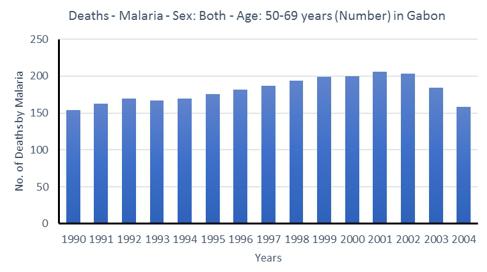 Deaths - Malaria - Sex: Both - Age: 50-69 years (Number) in Gabon
250
200
150
100
50
0
No. of Deaths by Malaria
1990 1991 1992 1993 1994 1995 1996 1997 1998 1999 2000 2001 2002 2003 2004
Years